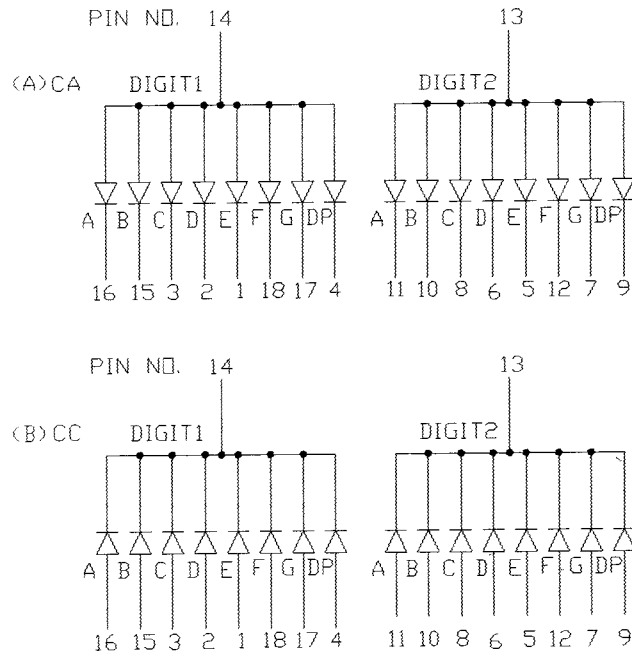 PIN NO. 14 13
(A)CA DIGIT1 DIGIT2
A B C D E F G DP A B C D E F G DP
16 15 3 2 1 18 17 4 11 10 8 6 5 12 7 9
PIN NO. 14 13
(B)CC DIGIT1 DIGIT2
A B C D E F G DP A B C D E F G DP
16 15 3 2 1 18 17 4 11 10 8 6 5 12 7 9